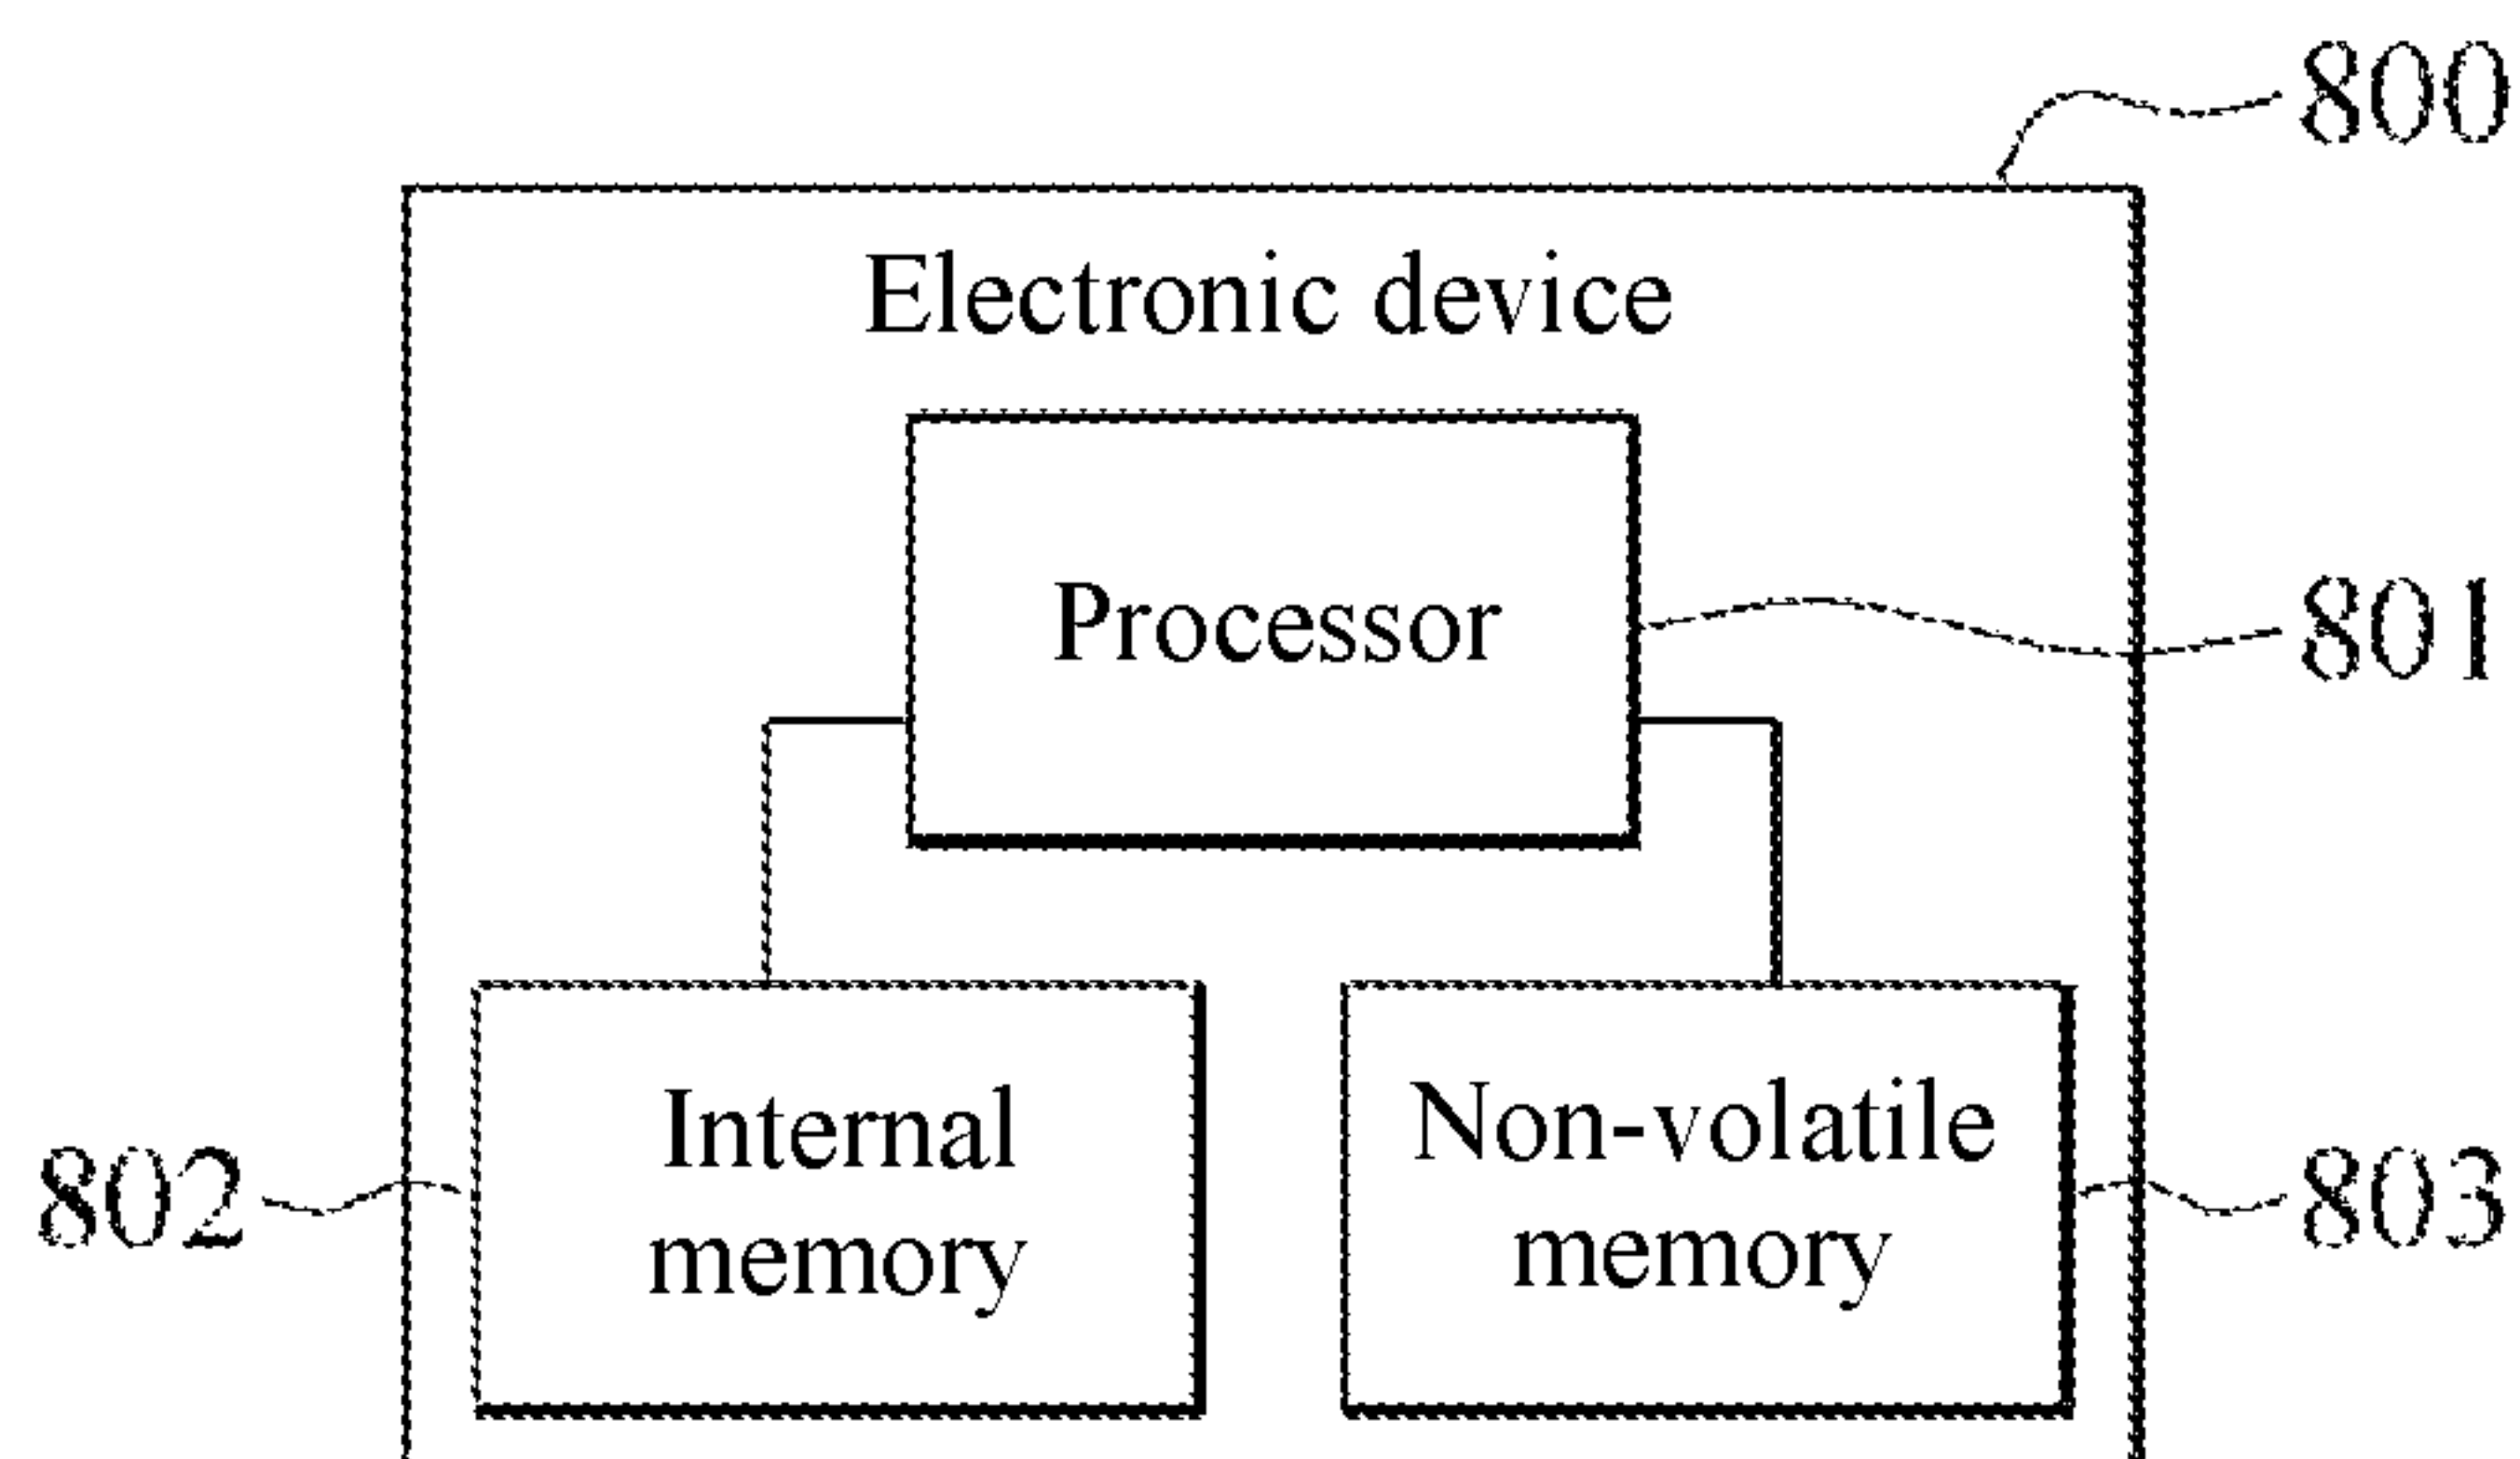 800
Electronic device
Processor
801
Internal
memory
Non-volatile
memory
802
803